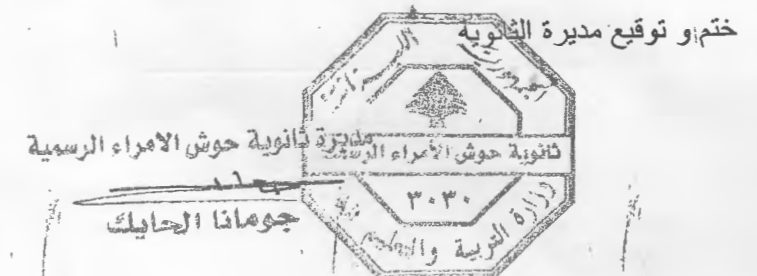 ختم و توقيع مديرة الثانوية
الجمهورية اللبنانية
مديرة ثانوية حوش الامراء الرسمية
ثانوية حوش الأمراء الرسمية
٣٠٣٠
جومانا الحايك
وزارة التربية والتعليم